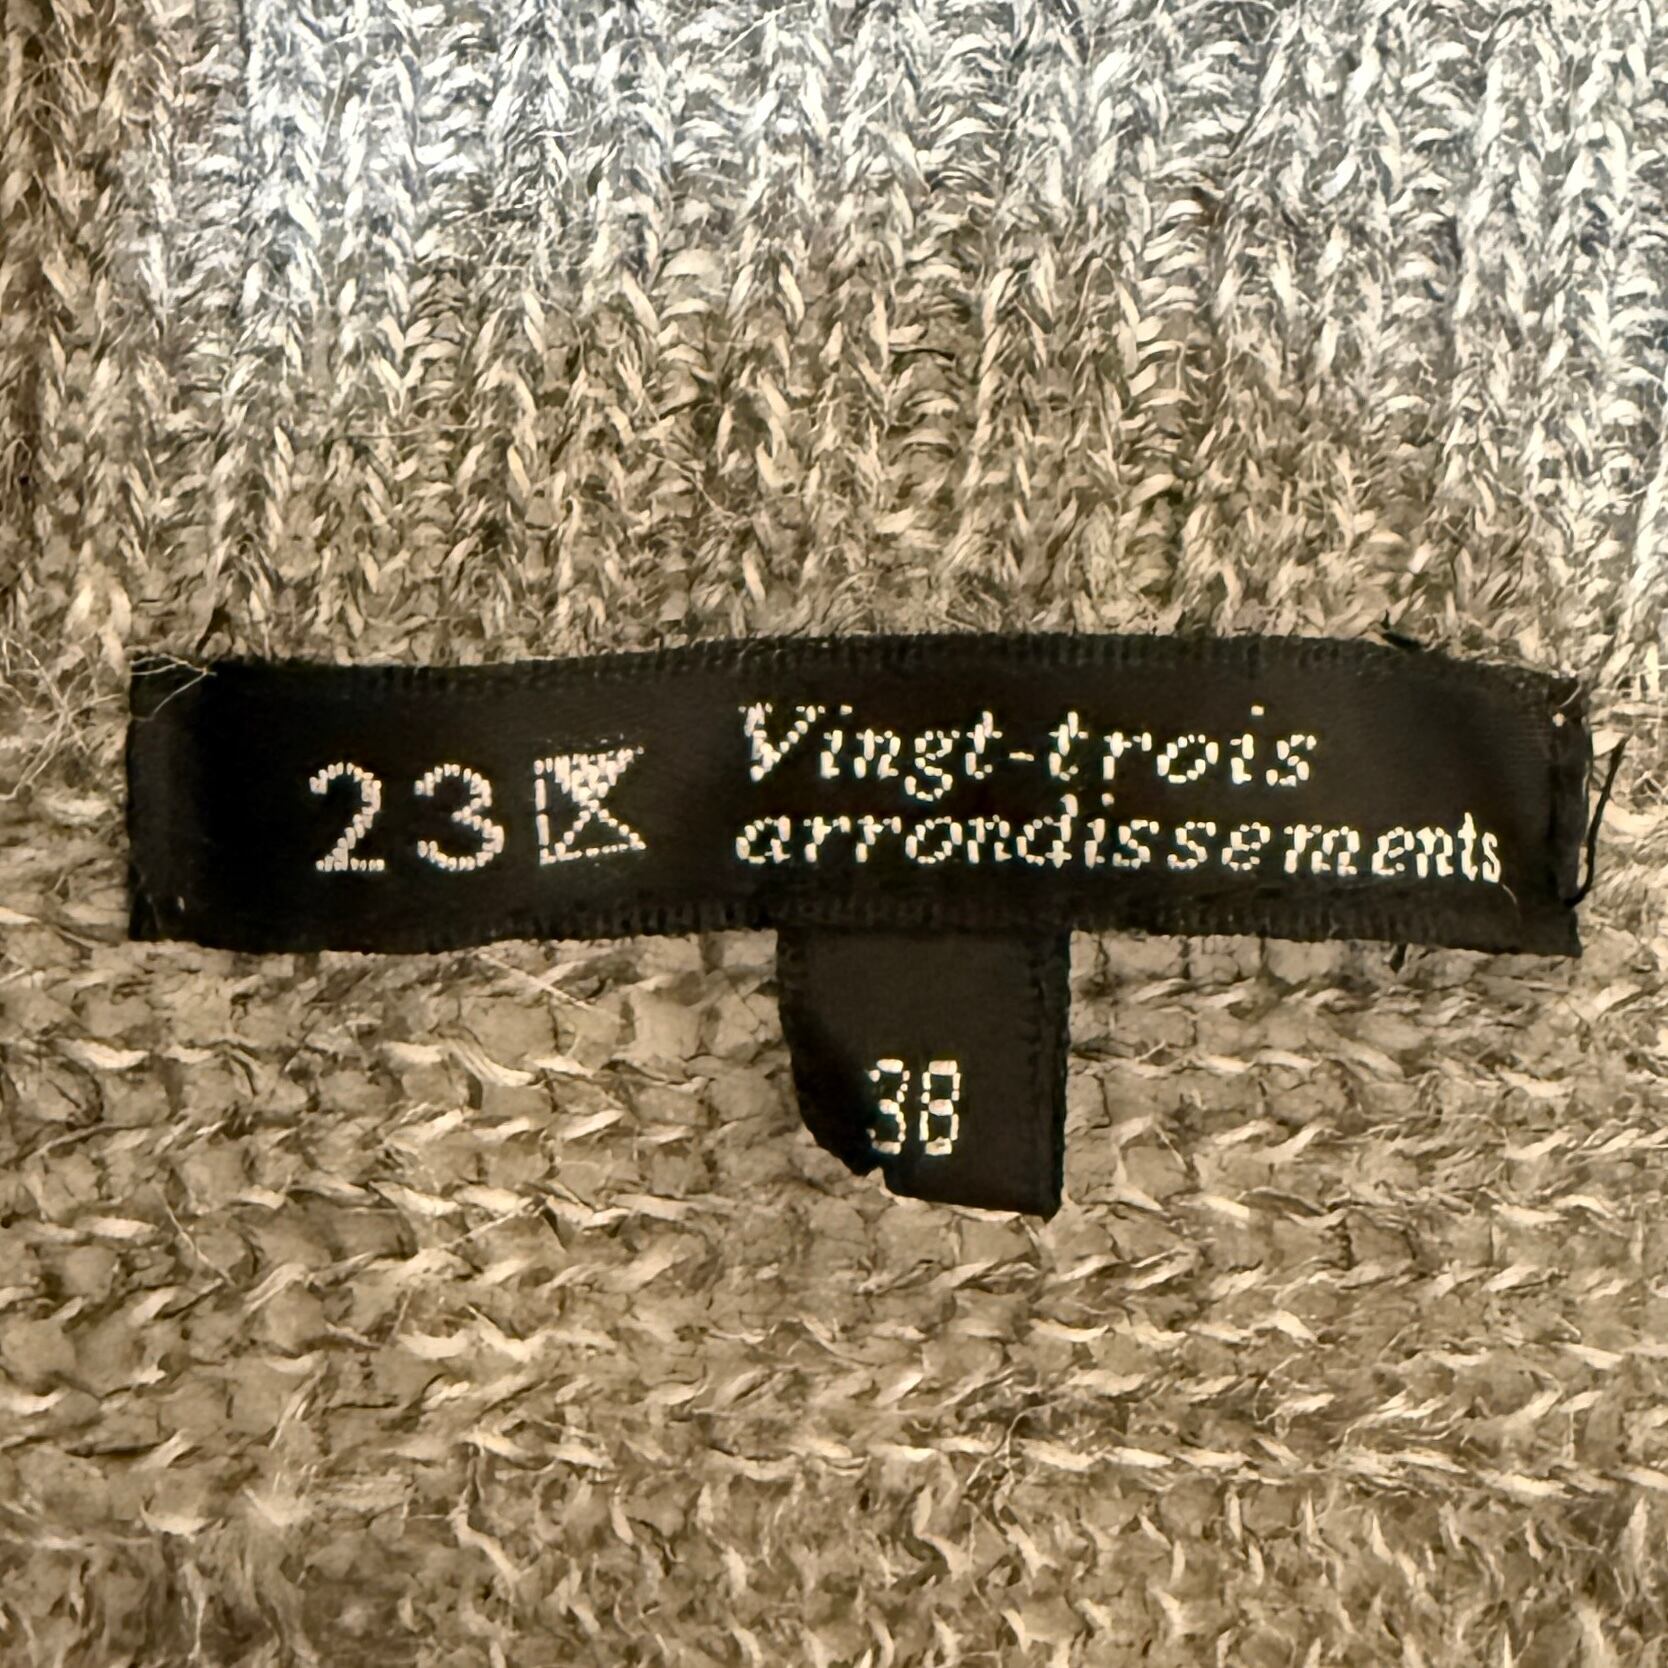 23
Vingt-trois
arrondissements
38